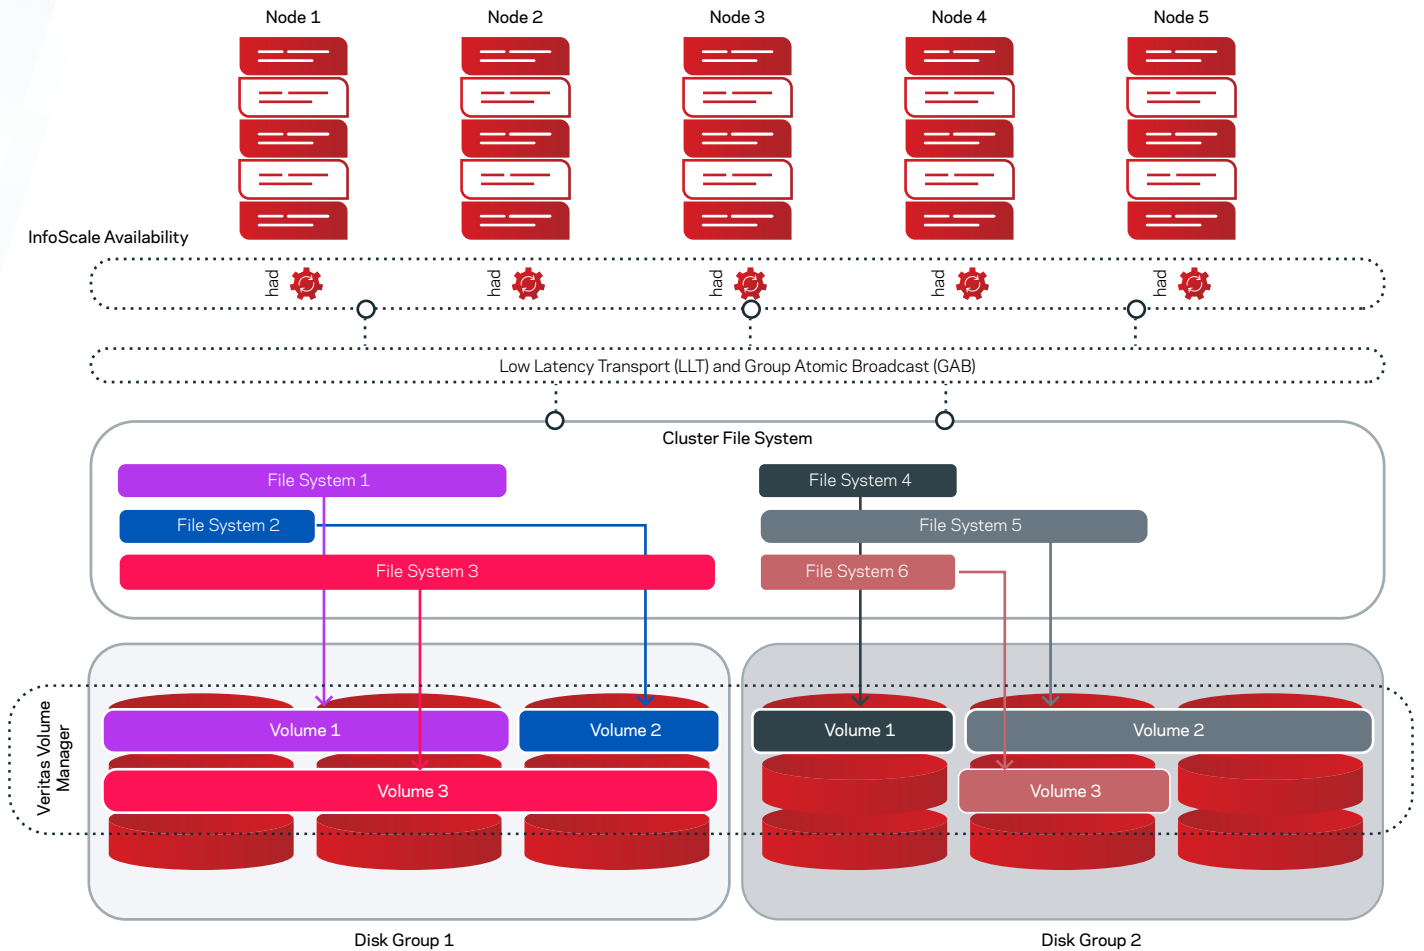 Node 1
Node 2
Node 3
Node 4
Node 5
InfoScale Availability
had
had
had
had
had
Low Latency Transport (LLT) and Group Atomic Broadcast (GAB)
Cluster File System
File System 1
File System 4
File System 2
File System 5
File System 3
File System 6
Veritas Volume
Manager
Volume 1
Volume 2
Volume 1
Volume 2
Volume 3
Volume 3
Disk Group 1
Disk Group 2